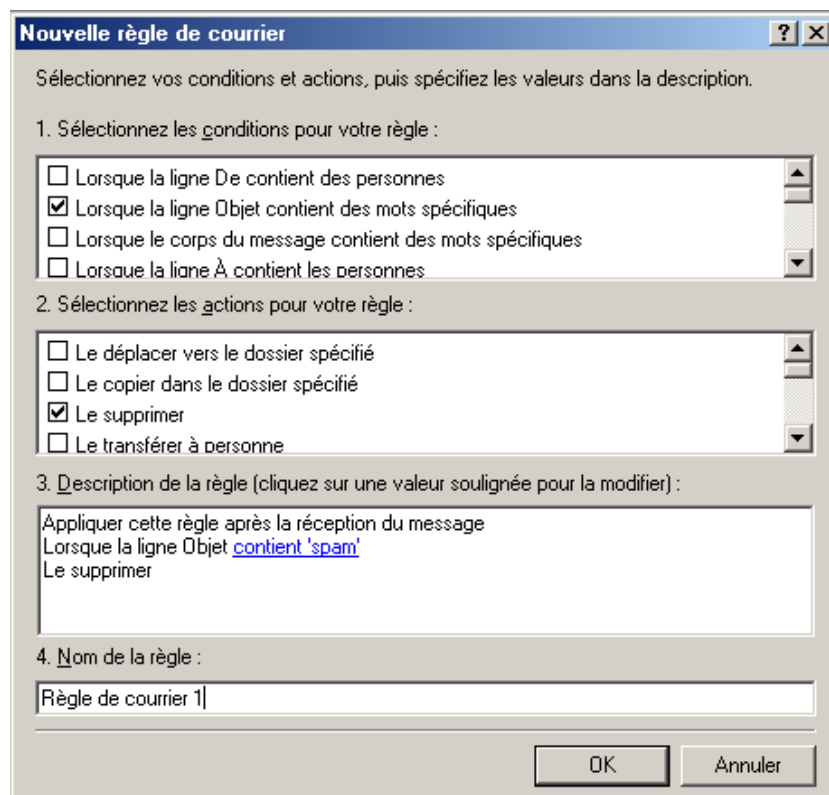 Nouvelle règle de courrier
Sélectionnez vos conditions et actions, puis spécifiez les valeurs dans la description.
1. Sélectionnez les conditions pour votre règle :
Lorsque la ligne De contient des personnes
Lorsque la ligne Objet contient des mots spécifiques
Lorsque le corps du message contient des mots spécifiques
Lorsque la ligne À contient les personnes
2. Sélectionnez les actions pour votre règle :
Le déplacer vers le dossier spécifié
Le copier dans le dossier spécifié
Le supprimer
Le transférer à personne
3. Description de la règle (cliquez sur une valeur soulignée pour la modifier) :
Appliquer cette règle après la réception du message
Lorsque la ligne Objet contient 'spam'
Le supprimer
4. Nom de la règle :
Règle de courrier 1
OK Annuler